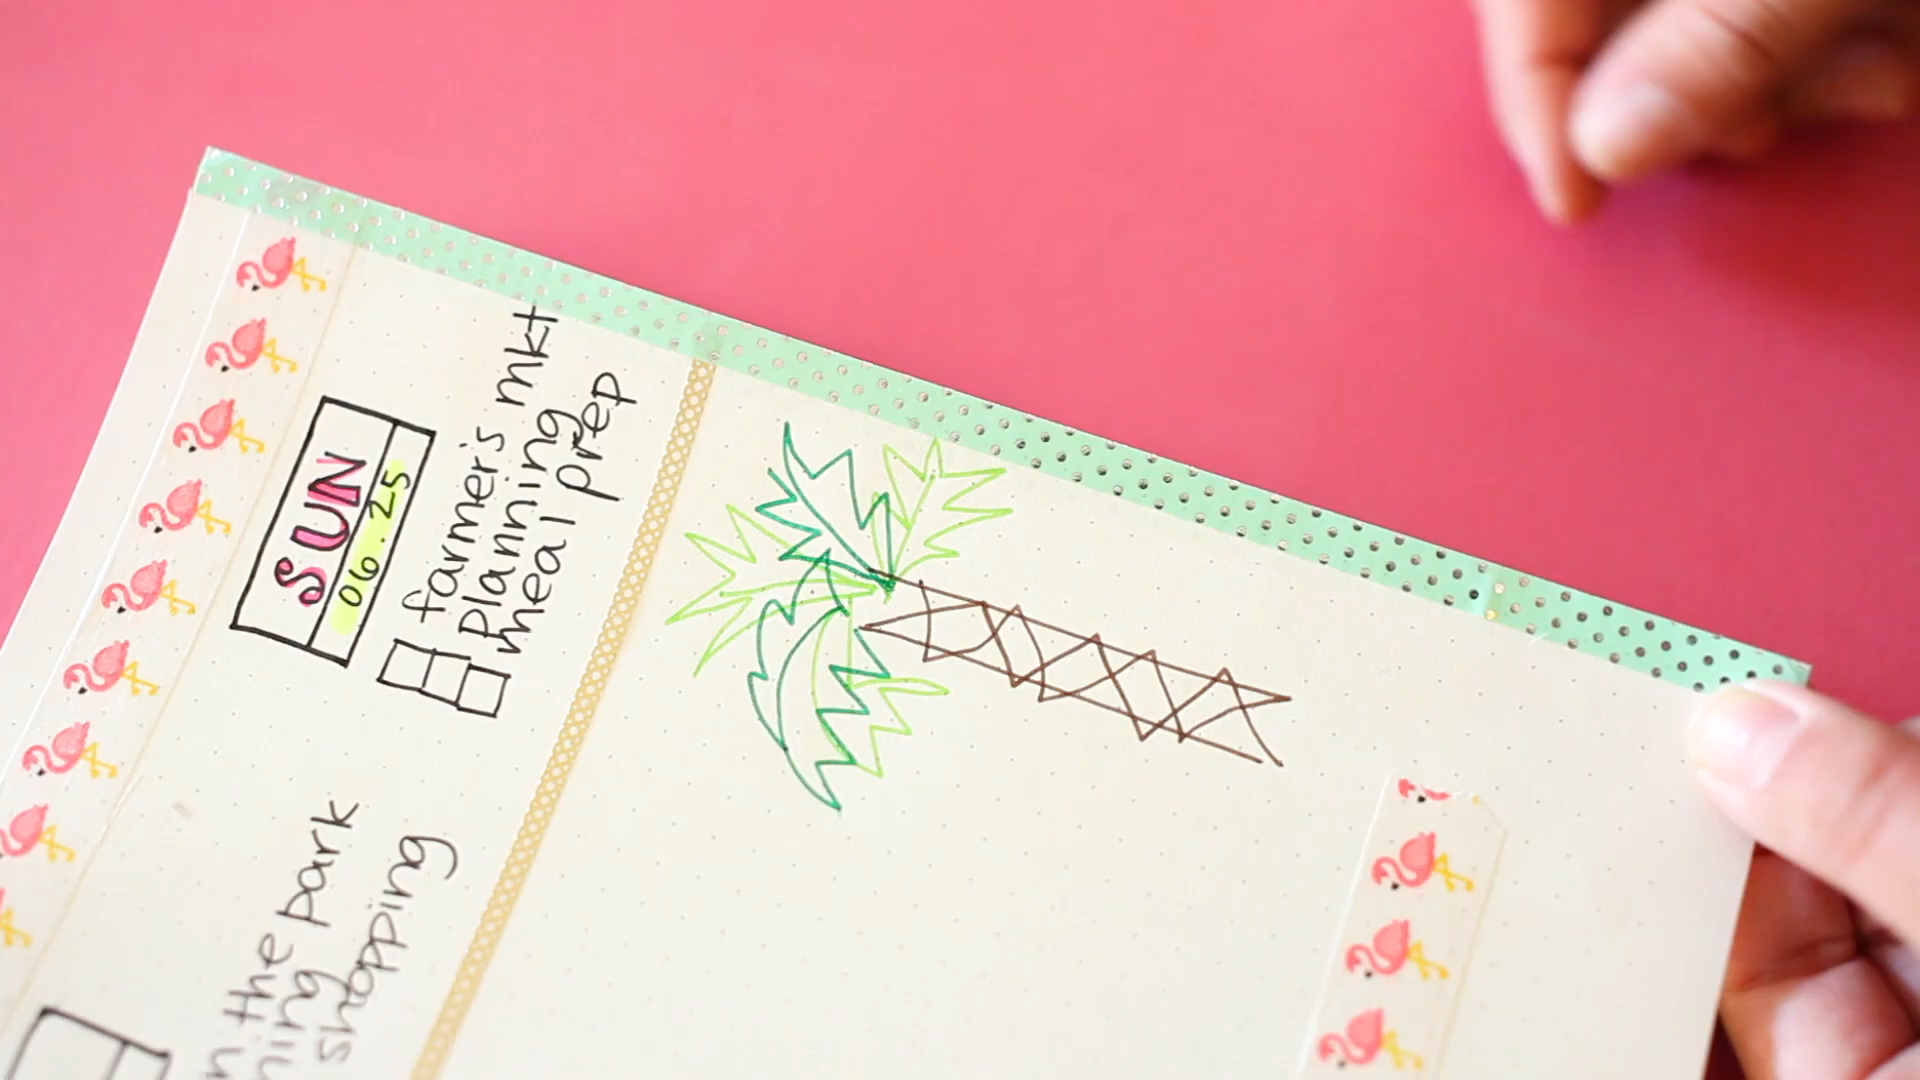 SUN
06.25
farmer's mkt
planning
meal prep
the park
shopping